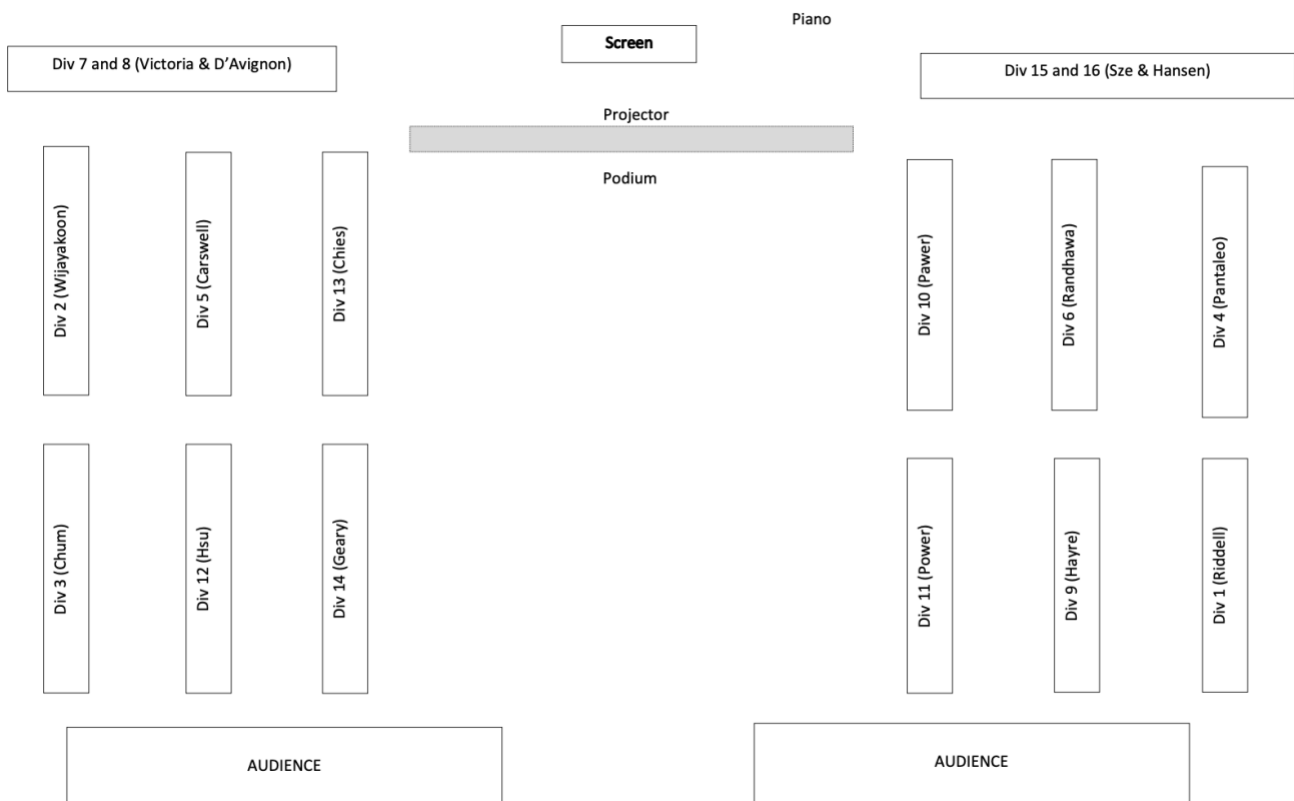 Piano
Screen
Div 7 and 8 (Victoria & D’Avignon)
Div 15 and 16 (Sze & Hansen)
Projector
Podium
Div 2 (Wijayakoon)
Div 5 (Carswell)
Div 13 (Chies)
Div 10 (Pawer)
Div 6 (Randhawa)
Div 4 (Pantaleo)
Div 3 (Chum)
Div 12 (Hsu)
Div 14 (Geary)
Div 11 (Power)
Div 9 (Hayre)
Div 1 (Riddell)
AUDIENCE
AUDIENCE